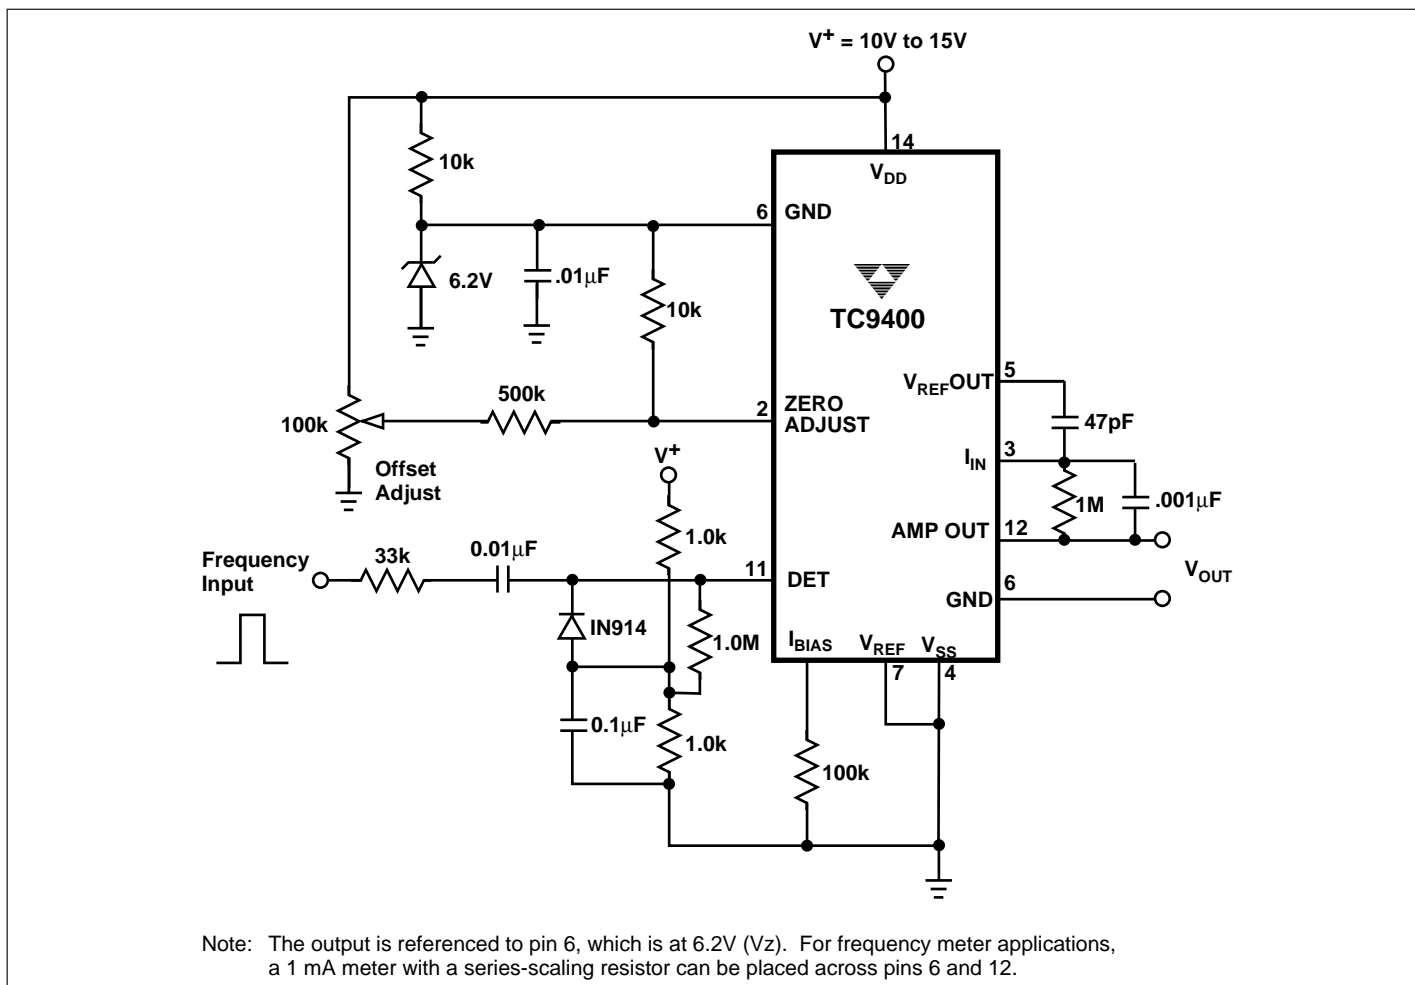 V+ = 10V to 15V
14
VDD
10k
6
GND
6.2V
.01µF
10k
TC9400
VREFOUT
5
500k
2
ZERO
ADJUST
100k
47pF
V+
IIN
3
Offset
Adjust
1M
.001µF
1.0k
AMP OUT
12
Frequency
Input
33k
0.01µF
11
DET
VOUT
6
GND
IN914
1.0M
IBIAS
VREF
VSS
7
4
0.1µF
1.0k
100k
Note: The output is referenced to pin 6, which is at 6.2V (Vz). For frequency meter applications,
a 1 mA meter with a series-scaling resistor can be placed across pins 6 and 12.